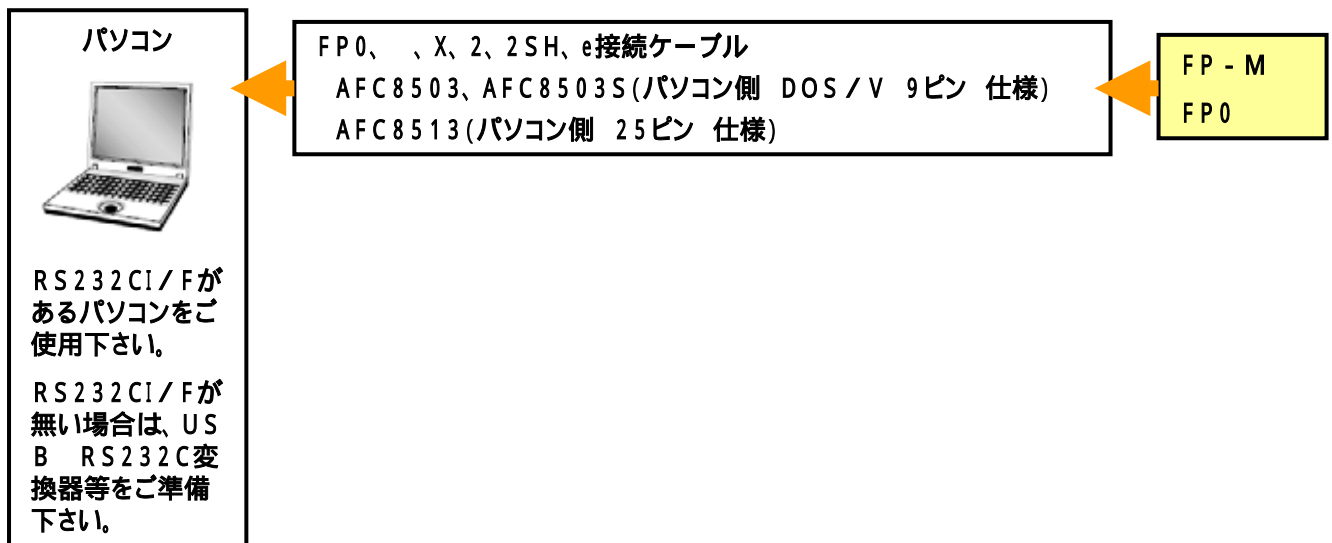 パソコン
RS232CI/Fが
あるパソコンをご
使用下さい。
RS232CI/Fが
無い場合は、US
B RS232C変
換器等をご準備
下さい。
FP0、 、X、2、2SH、e接続ケーブル
AFC8503、AFC8503S(パソコン側 DOS/V 9ピン 仕様)
AFC8513(パソコン側 25ピン 仕様)
FP-M
FP0